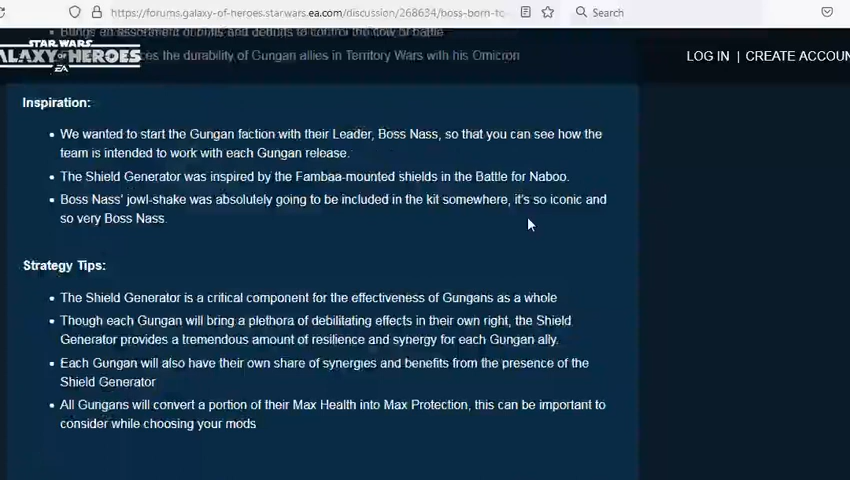 https://forums.galaxy-of-heroes.starwars.ea.com/discussion/268634/boss-born-to-
Search
STAR WARS
GALAXY OF HEROES
EA
LOG IN | CREATE ACCOUN
the durability of Gungan allies in Territory Wars with his Omicron
Inspiration:
• We wanted to start the Gungan faction with their Leader, Boss Nass, so that you can see how the
team is intended to work with each Gungan release.
• The Shield Generator was inspired by the Fambaa-mounted shields in the Battle for Naboo.
• Boss Nass' jowl-shake was absolutely going to be included in the kit somewhere, it's so iconic and
so very Boss Nass.
Strategy Tips:
• The Shield Generator is a critical component for the effectiveness of Gungans as a whole
• Though each Gungan will bring a plethora of debilitating effects in their own right, the Shield
Generator provides a tremendous amount of resilience and synergy for each Gungan ally.
• Each Gungan will also have their own share of synergies and benefits from the presence of the
Shield Generator
• All Gungans will convert a portion of their Max Health into Max Protection, this can be important to
consider while choosing your mods